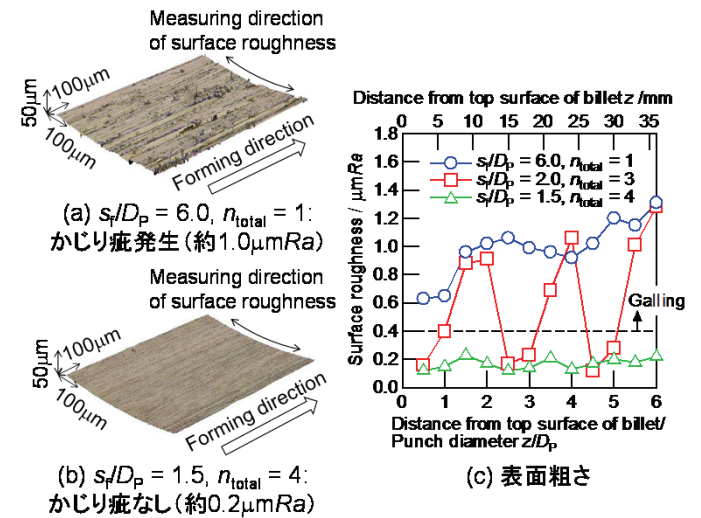 Measuring direction
of surface roughness
50μm
100μm
100μm
Forming direction
(a) sf/DP = 6.0, ntotal = 1:
かじり疵発生（約1.0μmRa）
Measuring direction
of surface roughness
50μm
100μm
100μm
Forming direction
(b) sf/DP = 1.5, ntotal = 4:
かじり疵なし（約0.2μmRa）
Distance from top surface of billet z /mm
0 5 10 15 20 25 30 35
Surface roughness / μmRa
1.8
1.6
1.4
1.2
1.0
0.8
0.6
0.4
0.2
0.0
sf/DP = 6.0, ntotal = 1
sf/DP = 2.0, ntotal = 3
sf/DP = 1.5, ntotal = 4
Galling
0 1 2 3 4 5 6
Distance from top surface of billet/
Punch diameter z/DP
(c) 表面粗さ